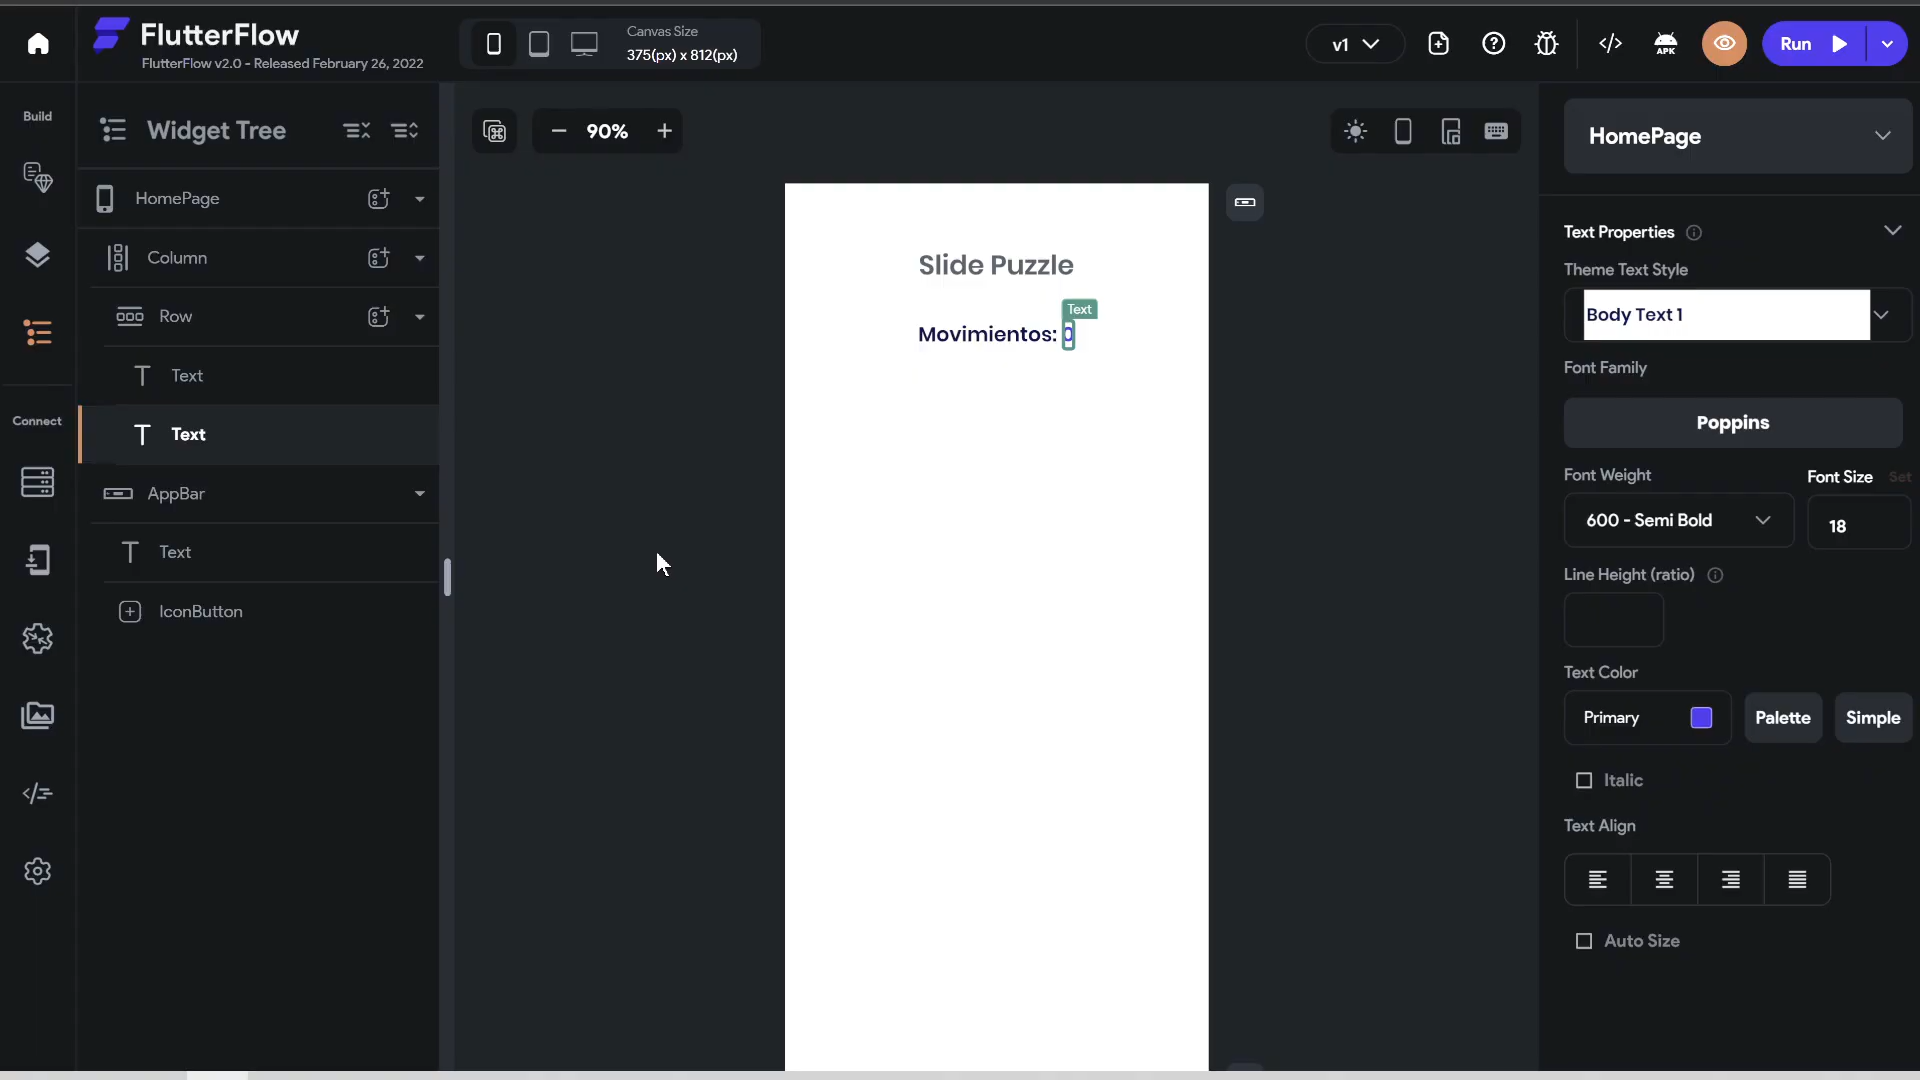 FlutterFlow
FlutterFlow v2.0 - Released February 26, 2022
Canvas Size
375(px) x 812(px)
v1
APK
Run
Build
Widget Tree
90%
HomePage
HomePage
Column
Row
Text
Text
AppBar
Text
IconButton
Connect
Slide Puzzle
Text
Movimientos: 0
Text Properties
Theme Text Style
Body Text 1
Font Family
Poppins
Font Weight
Font Size Set
600 - Semi Bold
18
Line Height (ratio)
Text Color
Primary
Palette
Simple
Italic
Text Align
Auto Size